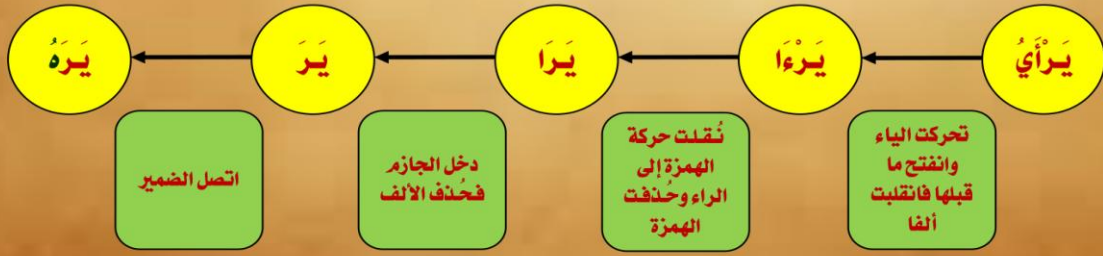 يَرْأَيُ
يَرْءَا
يَرَا
يَرَ
يَرَهُ
تحركت الياء
وانفتح ما
قبلها فانقلبت
ألفا
نُقلت حركة
الهمزة إلى
الراء وحُذفت
الهمزة
دخل الجازم
فحُذف الألف
اتصل الضمير